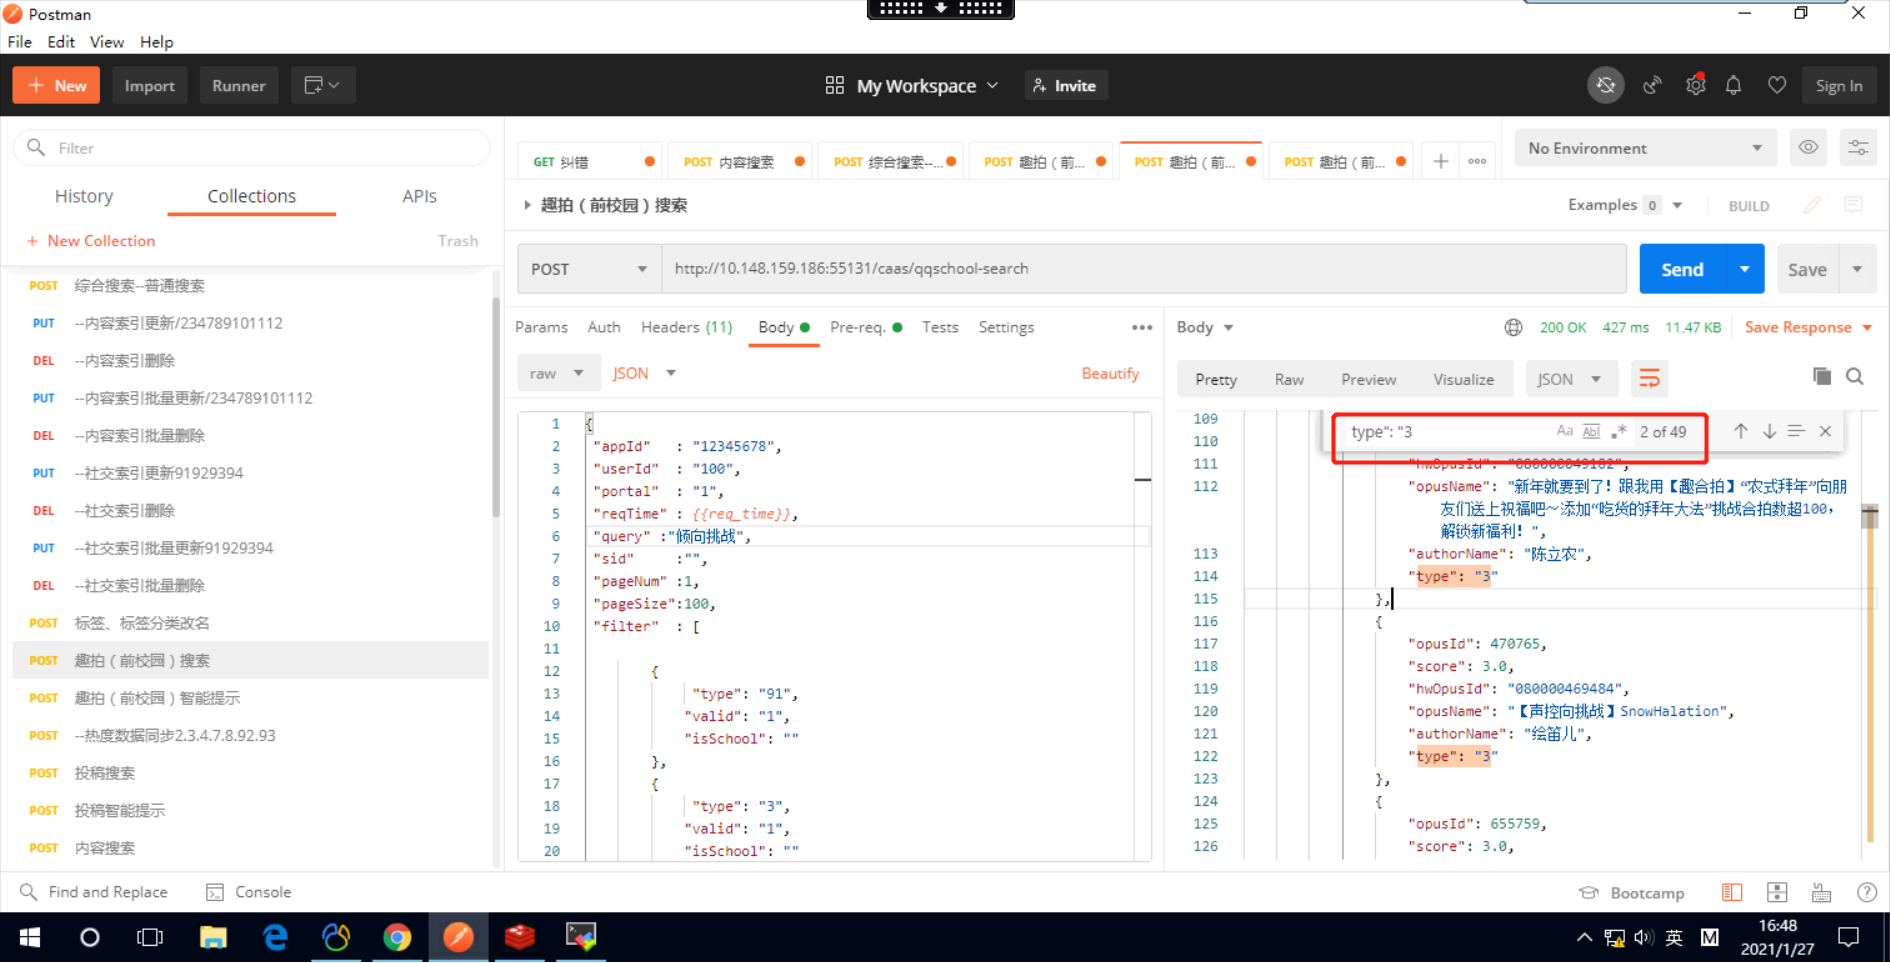 Postman
File Edit View Help
New Import Runner My Workspace Invite Sign In
Filter
History Collections APIs
+ New Collection Trash
POST 综合搜索--普通搜索
PUT --内容索引更新/234789101112
DEL --内容索引删除
PUT --内容索引批量更新/234789101112
DEL --内容索引批量删除
PUT --社交索引更新91929394
DEL --社交索引删除
PUT --社交索引批量更新91929394
DEL --社交索引批量删除
POST 标签、标签分类改名
POST 趣拍（前校园）搜索
POST 趣拍（前校园）智能提示
POST --热度数据同步2.3.4.7.8.92.93
POST 投稿搜索
POST 投稿智能提示
POST 内容搜索
GET 纠错 POST 内容搜索 POST 综合搜索--... POST 趣拍（前... POST 趣拍（前... POST 趣拍（前... No Environment
趣拍（前校园）搜索 Examples 0 BUILD
POST http://10.148.159.186:55131/caas/qqschool-search Send Save
Params Auth Headers (11) Body Pre-req. Tests Settings
raw JSON Beautify
1 {
2 "appId" : "12345678",
3 "userId" : "100",
4 "portal" : "1",
5 "reqTime" : {{req_time}},
6 "query" :"倾向挑战",
7 "sid" :"",
8 "pageNum" :1,
9 "pageSize":100,
10 "filter" : [
11
12 {
13 "type": "91",
14 "valid": "1",
15 "isSchool": ""
16 },
17 {
18 "type": "3",
19 "valid": "1",
20 "isSchool": ""
Body 200 OK 427 ms 11.47 KB Save Response
Pretty Raw Preview Visualize JSON
type": "3 Aa Abl .* 2 of 49
109
110
111 "hwOpusId": "080000049182",
112 "opusName": "新年就要到了！跟我用【趣合拍】“农式拜年”向朋
友们送上祝福吧～添加“吃货的拜年大法”挑战合拍数超100，
解锁新福利！",
113 "authorName": "陈立农",
114 "type": "3"
115 },
116 {
117 "opusId": 470765,
118 "score": 3.0,
119 "hwOpusId": "080000469484",
120 "opusName": "【声控向挑战】SnowHalation",
121 "authorName": "绘笛儿",
122 "type": "3"
123 },
124 {
125 "opusId": 655759,
126 "score": 3.0,
Find and Replace Console Bootcamp
英 M 16:48
2021/1/27